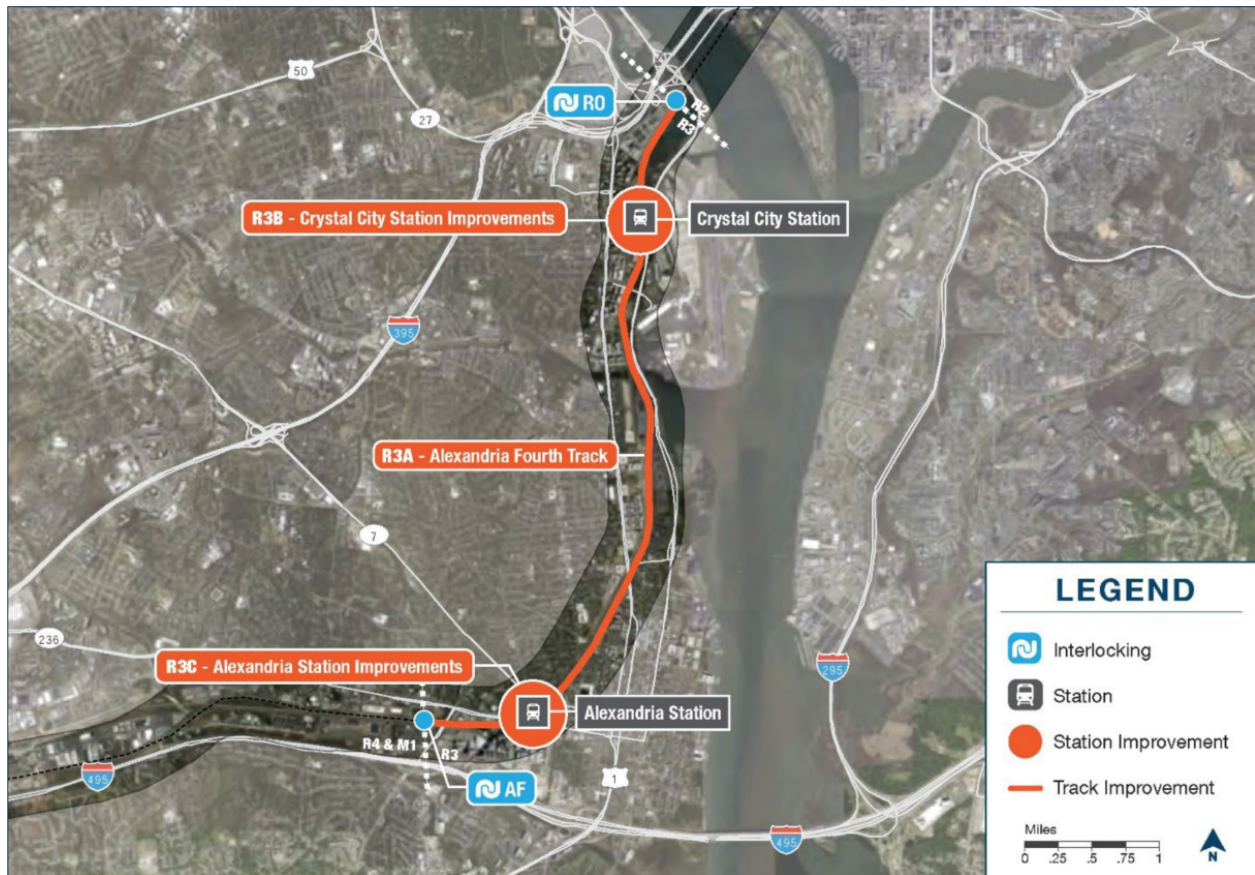 50
27
RO
R2
R3
R3B - Crystal City Station Improvements
Crystal City Station
395
R3A - Alexandria Fourth Track
7
236
R3C - Alexandria Station Improvements
Alexandria Station
R4 & M1
R3
AF
495
1
495
295
LEGEND
Interlocking
Station
Station Improvement
Track Improvement
Miles
0 .25 .5 .75 1
N